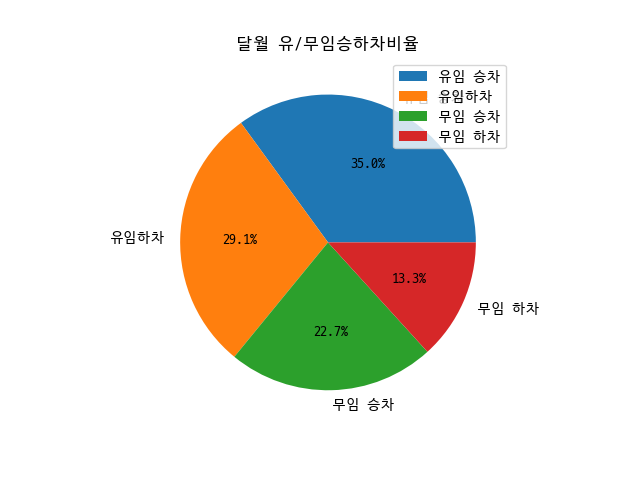 달월 유/무임승하차비율
유임 승차
유임하차
무임 승차
무임 하차
35.0%
유임하차
29.1%
13.3%
무임 하차
22.7%
무임 승차